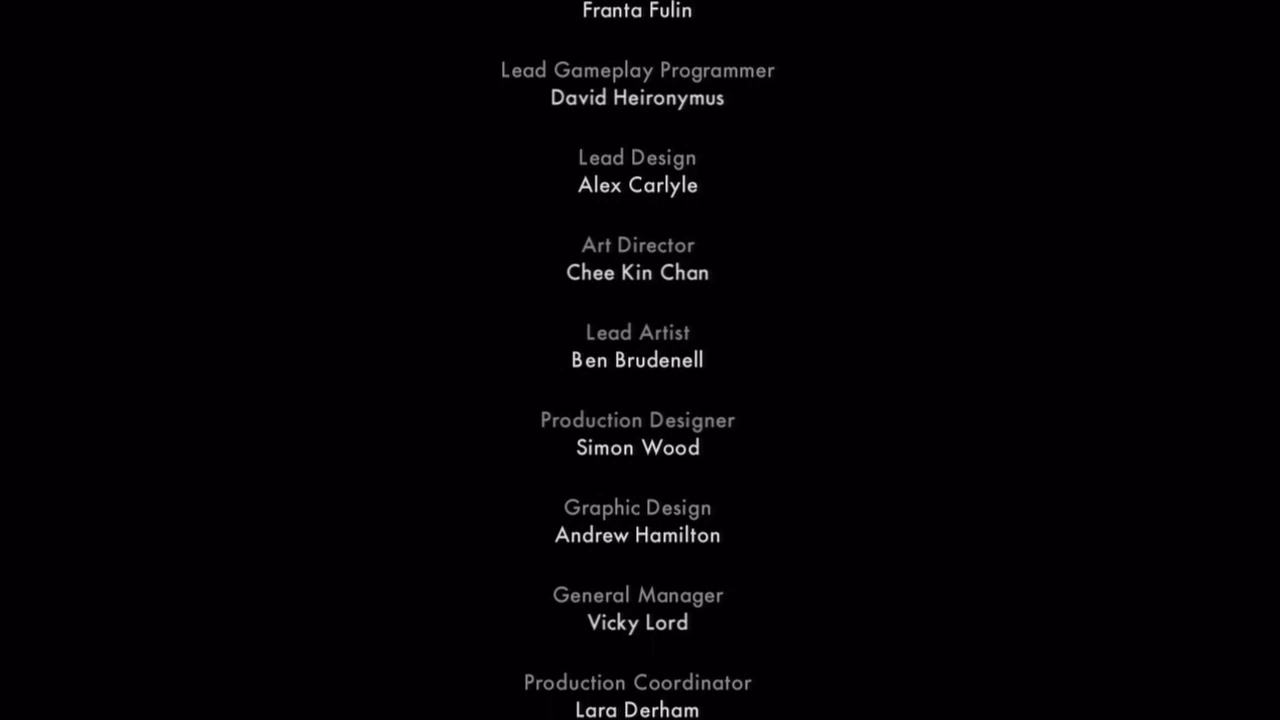 Franta Fulin
Lead Gameplay Programmer
David Heironymus
Lead Design
Alex Carlyle
Art Director
Chee Kin Chan
Lead Artist
Ben Brudenell
Production Designer
Simon Wood
Graphic Design
Andrew Hamilton
General Manager
Vicky Lord
Production Coordinator
Lara Derham